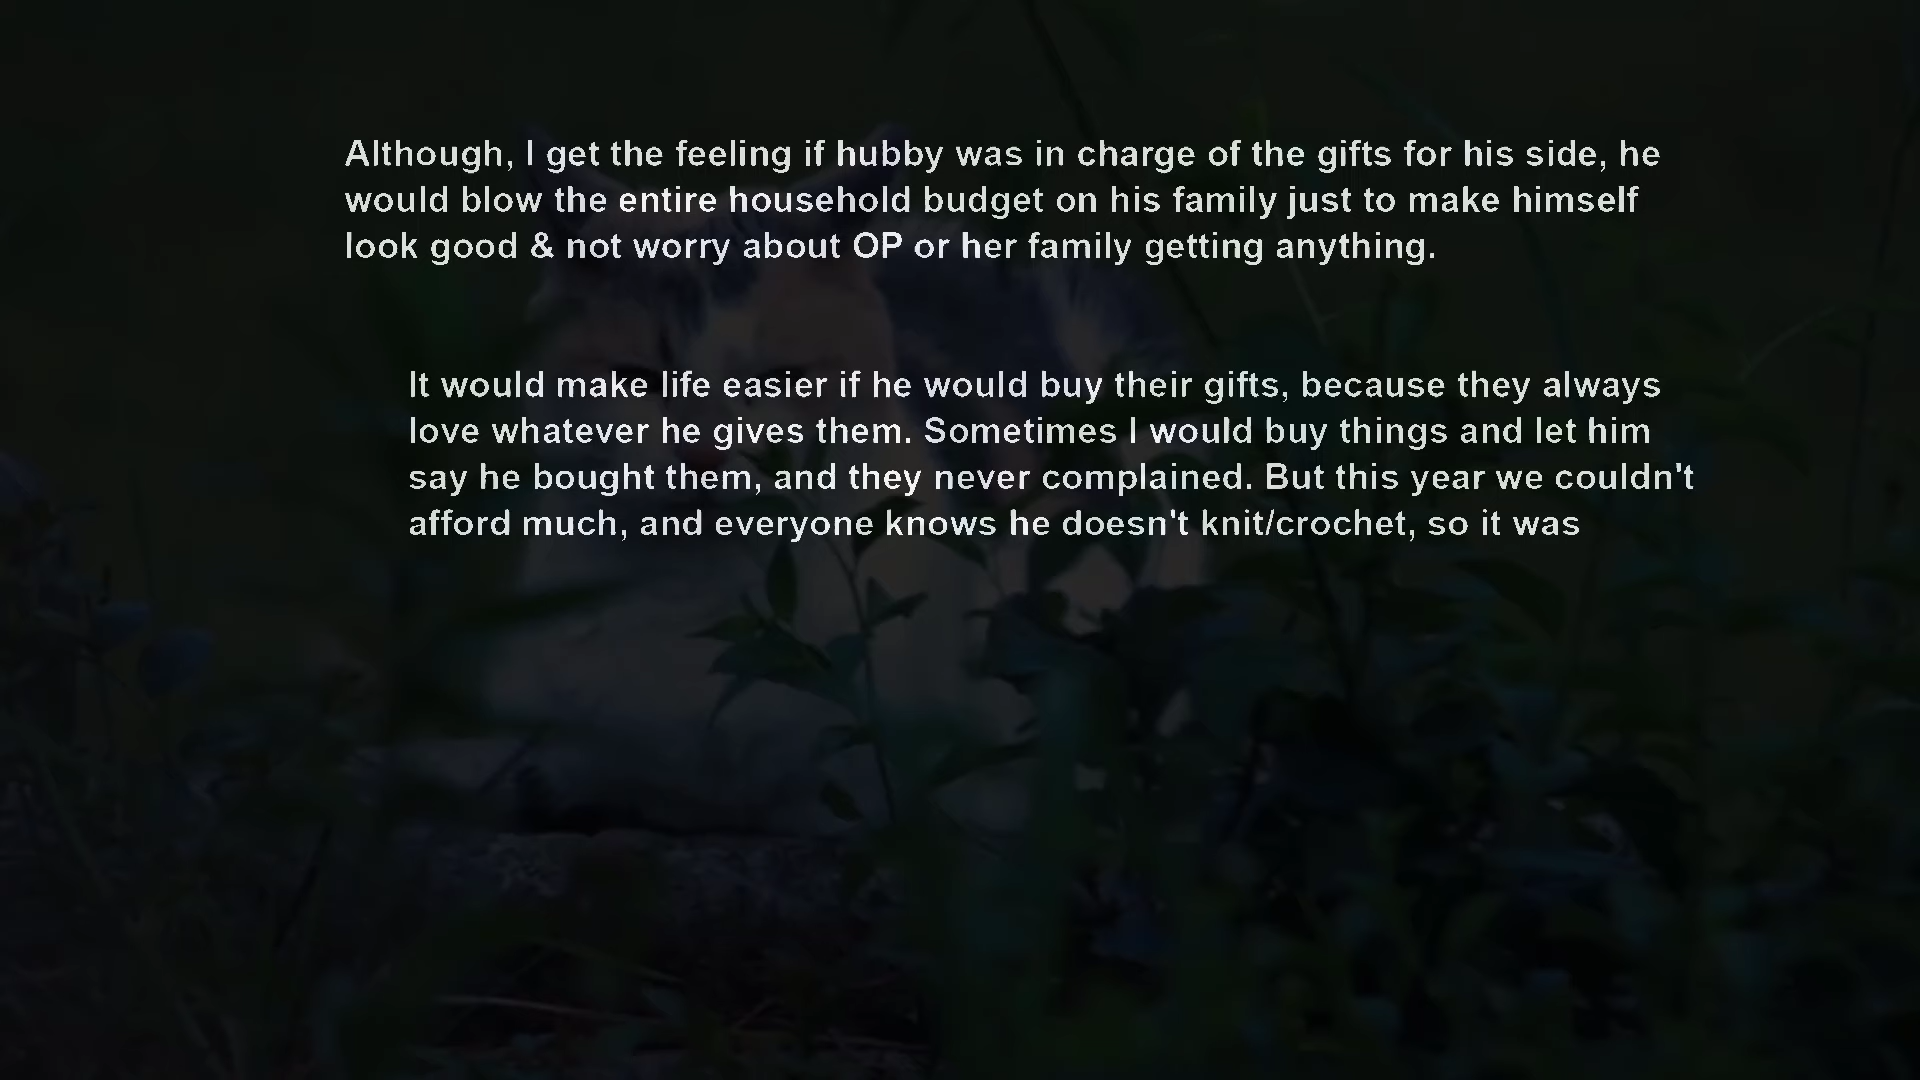 Although, I get the feeling if hubby was in charge of the gifts for his side, he
would blow the entire household budget on his family just to make himself
look good & not worry about OP or her family getting anything.
It would make life easier if he would buy their gifts, because they always
love whatever he gives them. Sometimes I would buy things and let him
say he bought them, and they never complained. But this year we couldn't
afford much, and everyone knows he doesn't knit/crochet, so it was